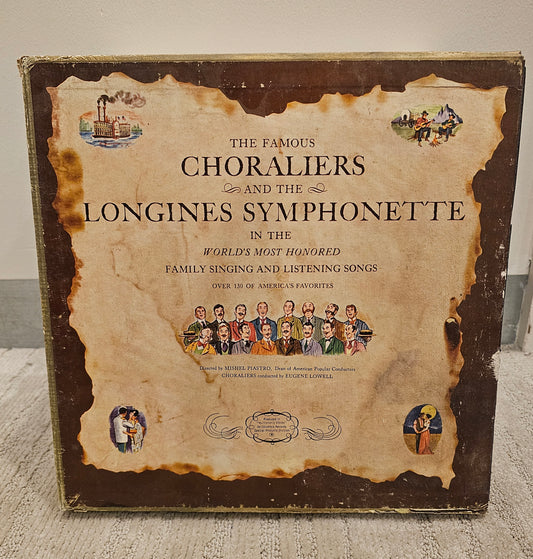 THE FAMOUS
CHORALIERS
AND THE
LONGINES SYMPHONETTE
IN THE
WORLD'S MOST HONORED
FAMILY SINGING AND LISTENING SONGS
OVER 130 OF AMERICA'S FAVORITES
Directed by MISHEL PIASTRO, Dean of American Popular Conductors
CHORALIERS conducted by EUGENE LOWELL